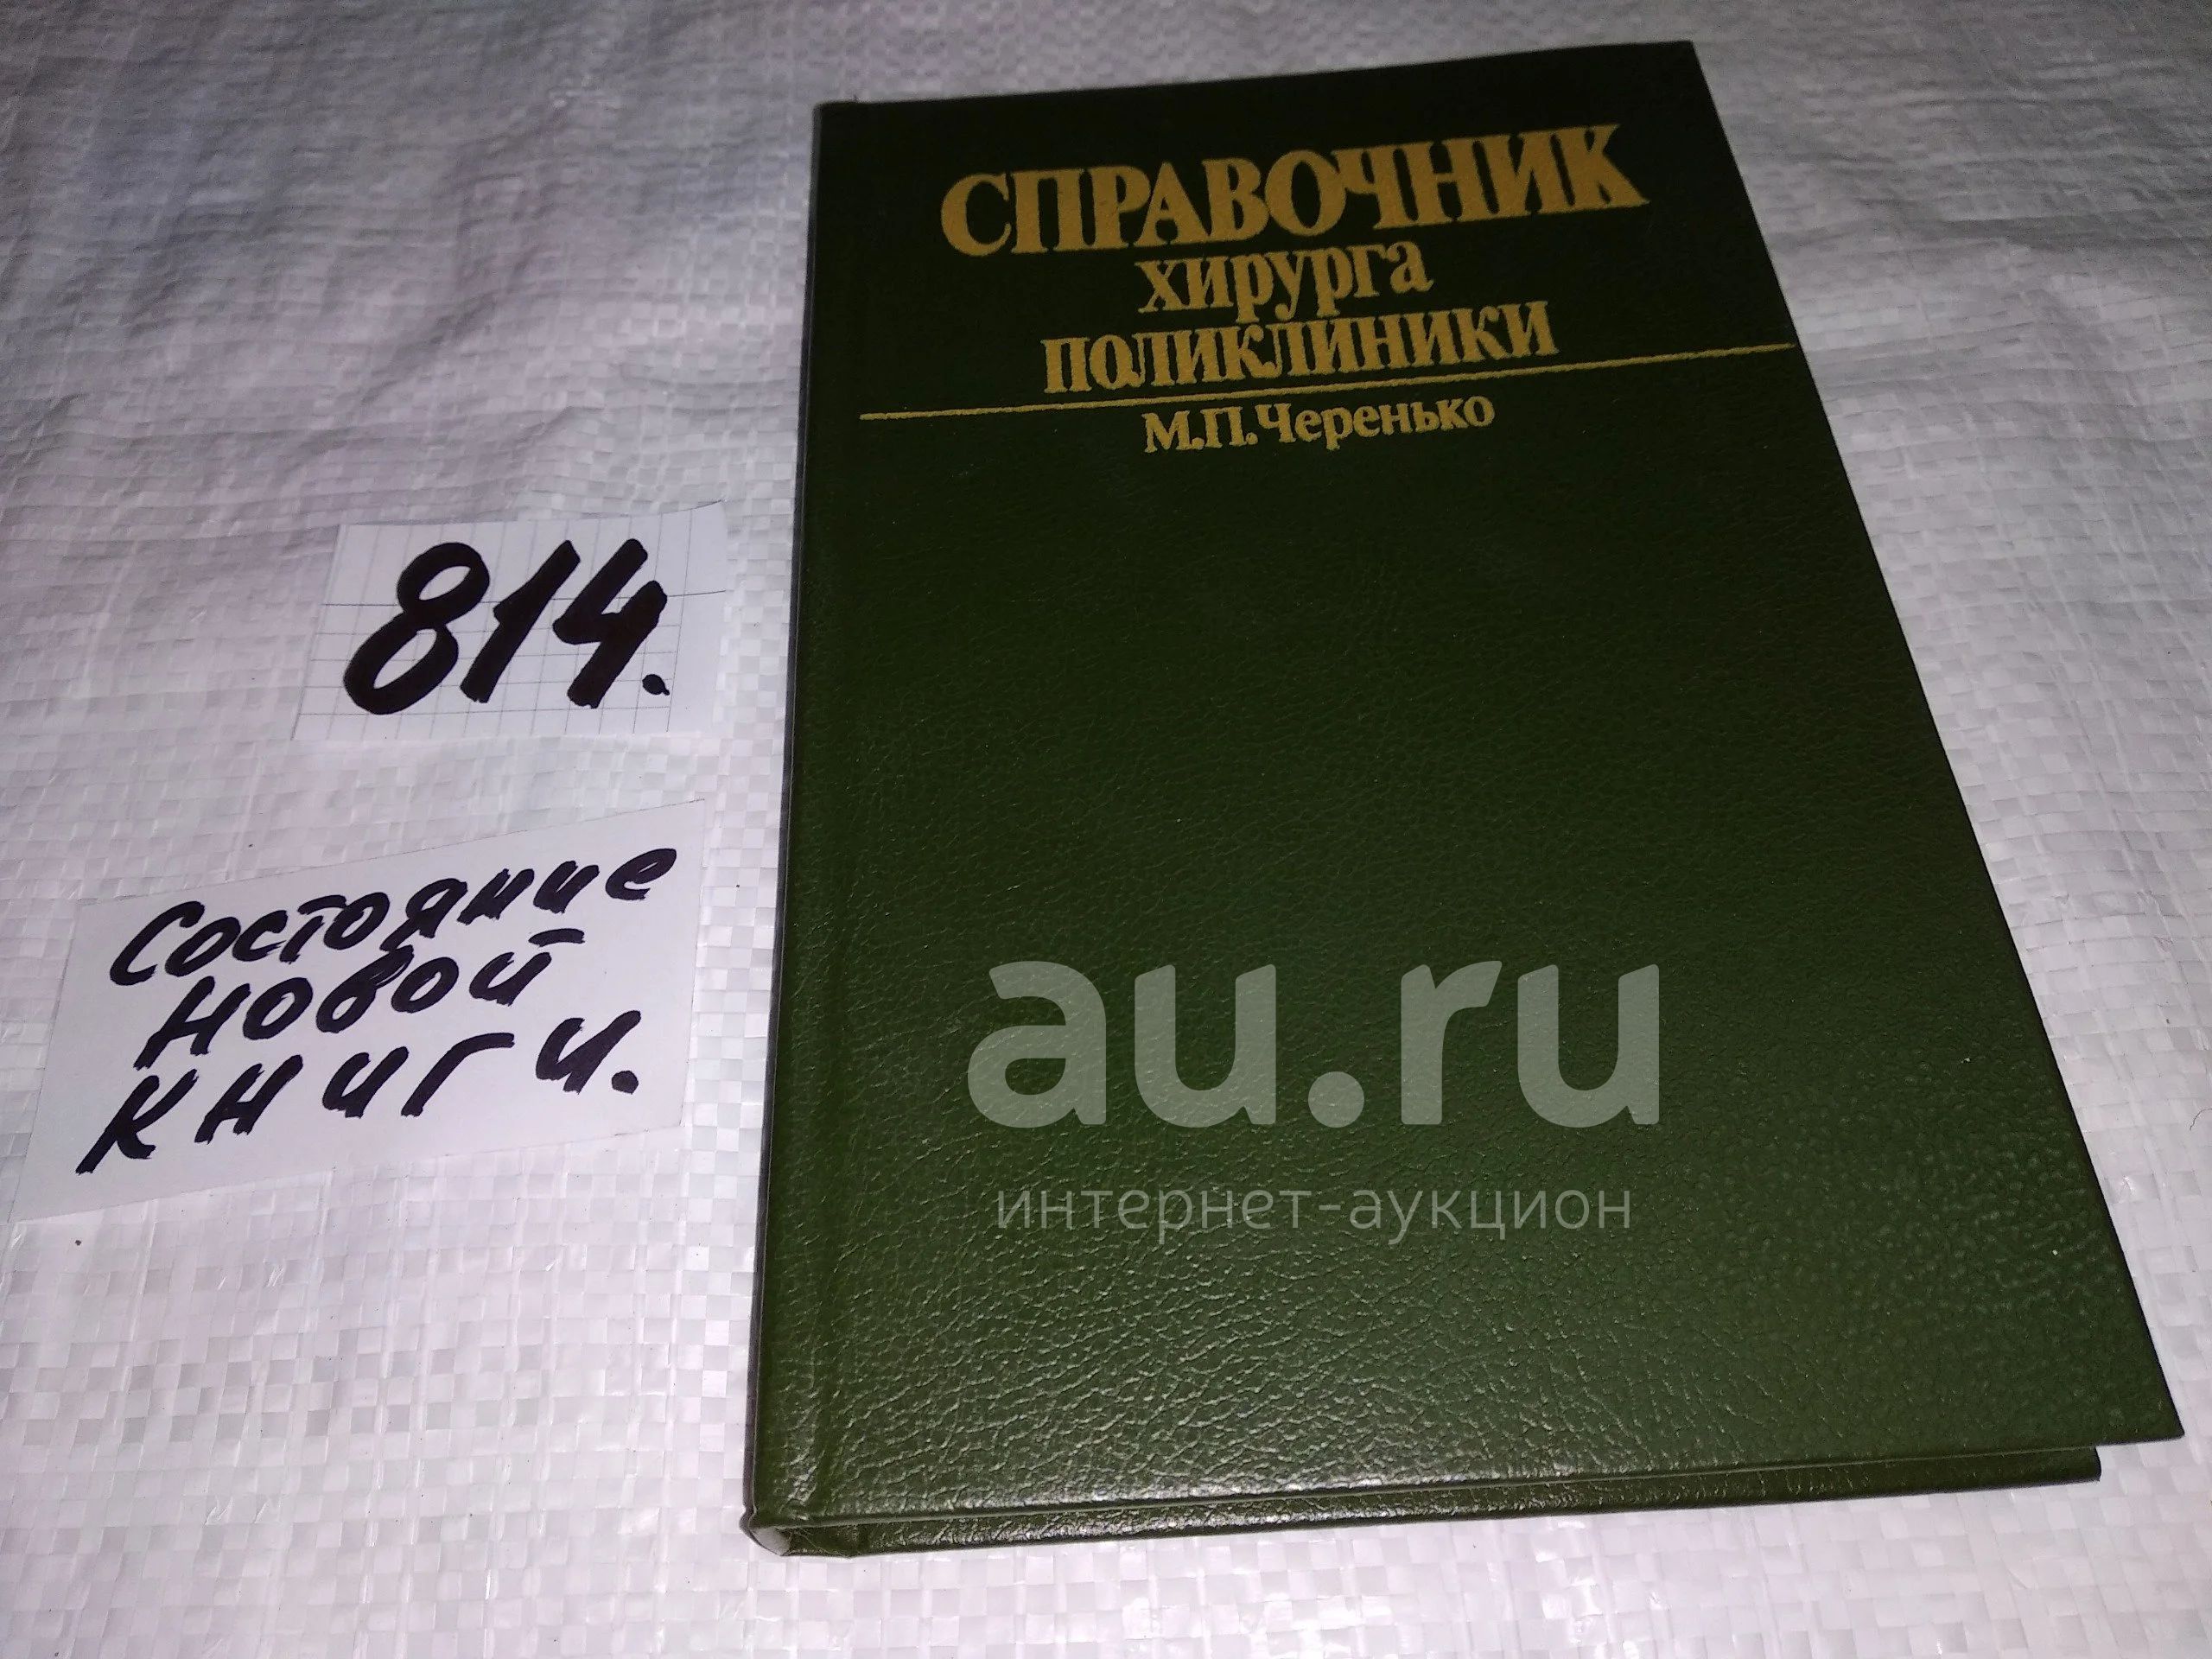 СПРАВОЧНИК
хирурга
ПОЛИКЛИНИКИ
М.П.Черенько
814.
Состояние
новой
книги.
au.ru
интернет-аукцион